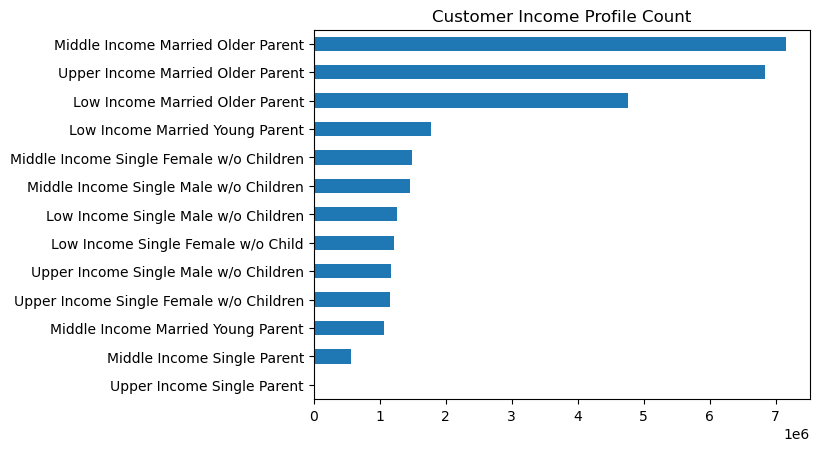 Customer Income Profile Count
Middle Income Married Older Parent
Upper Income Married Older Parent
Low Income Married Older Parent
Low Income Married Young Parent
Middle Income Single Female w/o Children
Middle Income Single Male w/o Children
Low Income Single Male w/o Children
Low Income Single Female w/o Child
Upper Income Single Male w/o Children
Upper Income Single Female w/o Children
Middle Income Married Young Parent
Middle Income Single Parent
Upper Income Single Parent
0 1 2 3 4 5 6 7
1e6